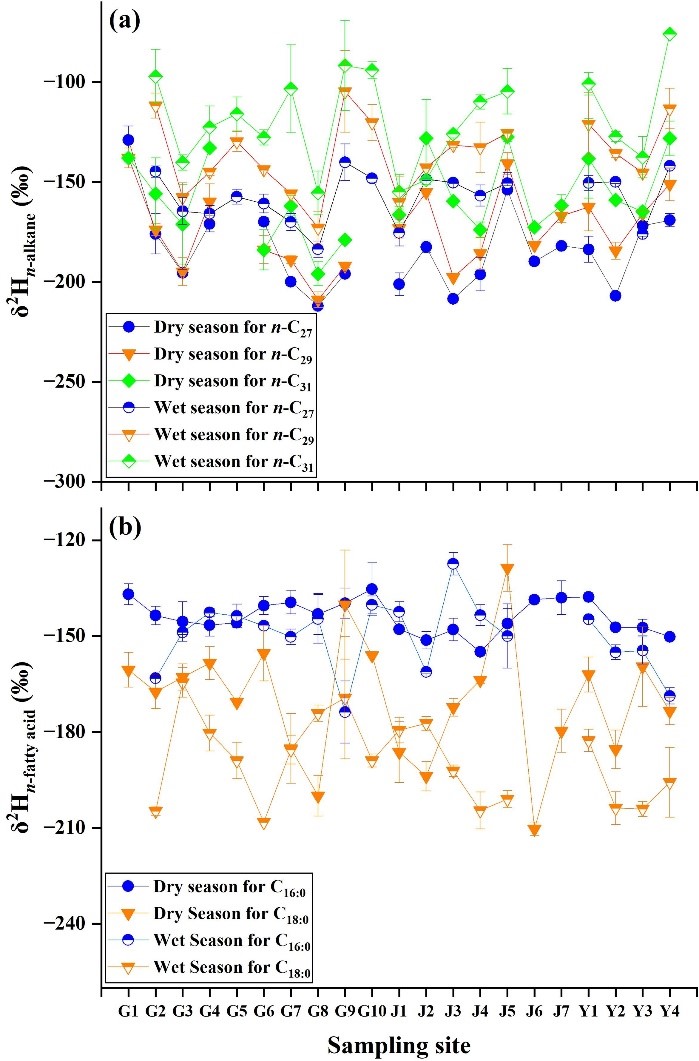 (a)
−100
−150
−200
−250
−300
δ²Hn-alkane (‰)
Dry season for n-C27
Dry season for n-C29
Dry season for n-C31
Wet season for n-C27
Wet season for n-C29
Wet season for n-C31
(b)
−120
−150
−180
−210
−240
δ²Hn-fatty acid (‰)
Dry season for C16:0
Dry Season for C18:0
Wet Season for C16:0
Wet Season for C18:0
G1 G2 G3 G4 G5 G6 G7 G8 G9 G10 J1 J2 J3 J4 J5 J6 J7 Y1 Y2 Y3 Y4
Sampling site